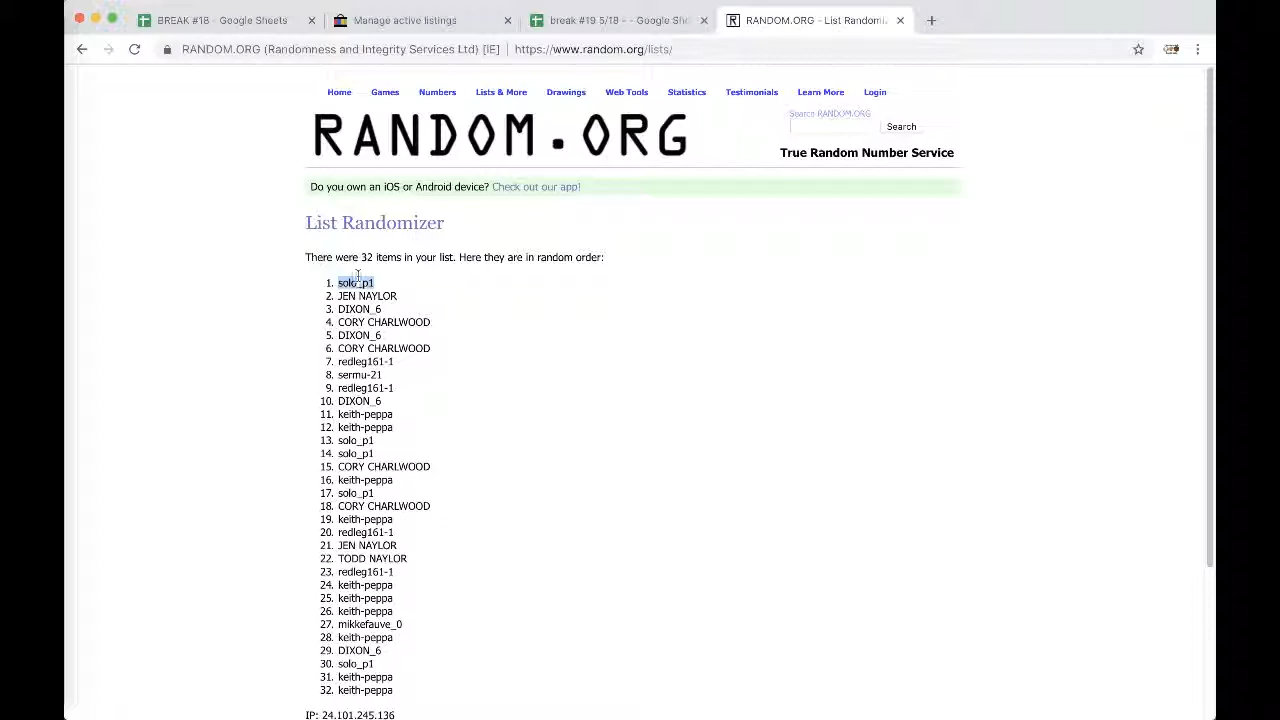 BREAK #18 - Google Sheets
Manage active listings
break #19 5/18 - - Google She
RANDOM.ORG - List Randomi
RANDOM.ORG (Randomness and Integrity Services Ltd) [IE] | https://www.random.org/lists/
Home Games Numbers Lists & More Drawings Web Tools Statistics Testimonials Learn More Login
Search RANDOM.ORG
Search
RANDOM.ORG
True Random Number Service
Do you own an iOS or Android device? Check out our app!
List Randomizer
There were 32 items in your list. Here they are in random order:
1. solo_p1
2. JEN NAYLOR
3. DIXON_6
4. CORY CHARLWOOD
5. DIXON_6
6. CORY CHARLWOOD
7. redleg161-1
8. sermu-21
9. redleg161-1
10. DIXON_6
11. keith-peppa
12. keith-peppa
13. solo_p1
14. solo_p1
15. CORY CHARLWOOD
16. keith-peppa
17. solo_p1
18. CORY CHARLWOOD
19. keith-peppa
20. redleg161-1
21. JEN NAYLOR
22. TODD NAYLOR
23. redleg161-1
24. keith-peppa
25. keith-peppa
26. keith-peppa
27. mikkefauve_0
28. keith-peppa
29. DIXON_6
30. solo_p1
31. keith-peppa
32. keith-peppa
IP: 24.101.245.136